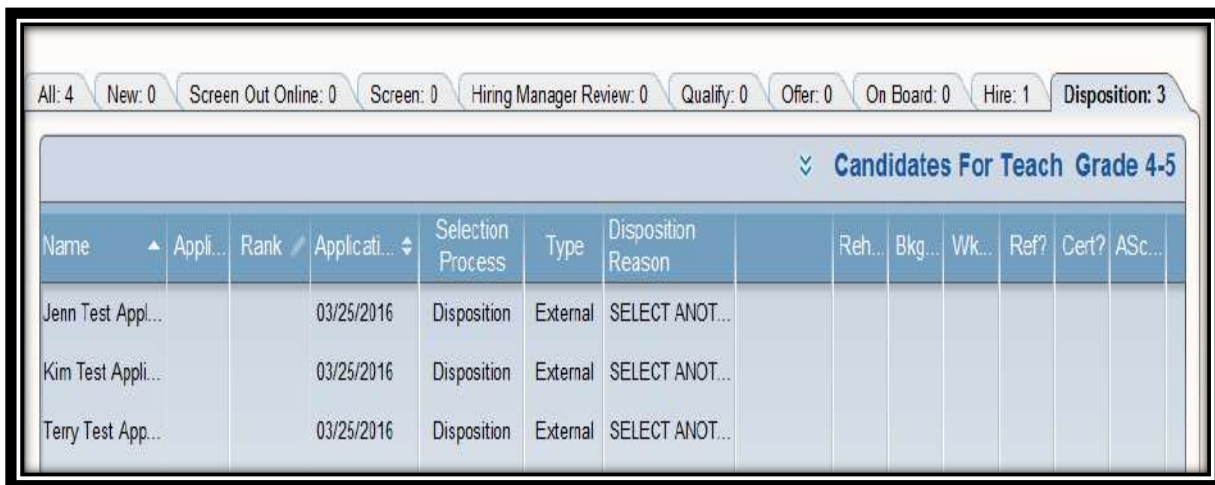 All: 4 New: 0 Screen Out Online: 0 Screen: 0 Hiring Manager Review: 0 Qualify: 0 Offer: 0 On Board: 0 Hire: 1 Disposition: 3
Candidates For Teach Grade 4-5
Name Appli... Rank Applicati... Selection Process Type Disposition Reason Reh... Bkg... Wk... Ref? Cert? ASc...
Jenn Test Appl... 03/25/2016 Disposition External SELECT ANOT...
Kim Test Appli... 03/25/2016 Disposition External SELECT ANOT...
Terry Test App... 03/25/2016 Disposition External SELECT ANOT...